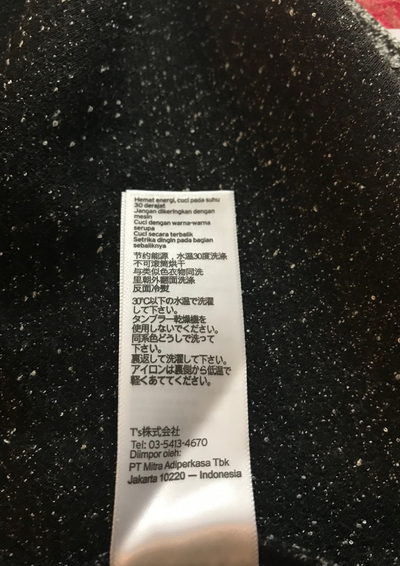 Hemat energi, cuci pada suhu
30 derajat
Jangan dikeringkan dengan
mesin
Cuci dengan warna-warna
serupa
Cuci secara terbalik
Setrika dingin pada bagian
sebaliknya
节约能源，水温30度洗涤
不可滚筒烘干
与类似色衣物同洗
里朝外翻面洗涤
反面冷熨
30℃以下の水温で洗濯
して下さい。
タンブラー乾燥機を
使用しないでください。
同系色どうしで洗って
下さい。
裏返して洗濯して下さい。
アイロンは裏側から低温で
軽くあててください。
T's株式会社
Tel: 03-5413-4670
Diimpor oleh:
PT Mitra Adiperkasa Tbk
Jakarta 10220 — Indonesia